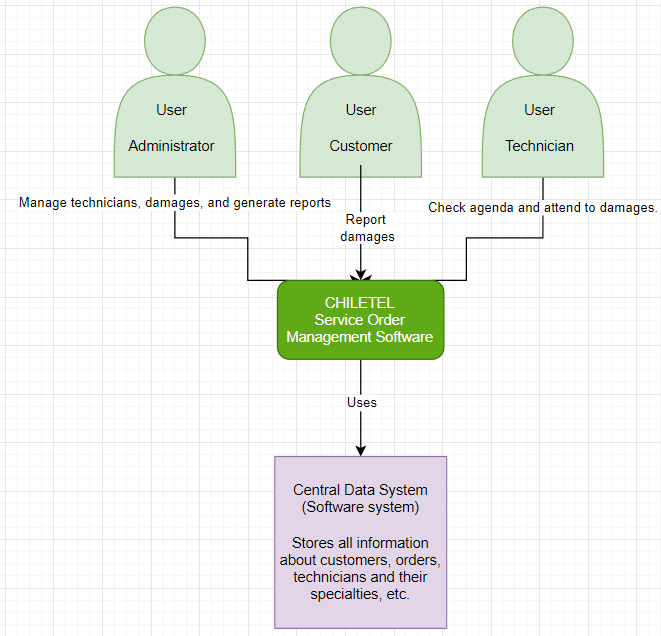 User
Administrator
User
Customer
User
Technician
Manage technicians, damages, and generate reports
Report
damages
Check agenda and attend to damages.
CHILETEL
Service Order
Management Software
Uses
Central Data System
(Software system)
Stores all information
about customers, orders,
technicians and their
specialties, etc.